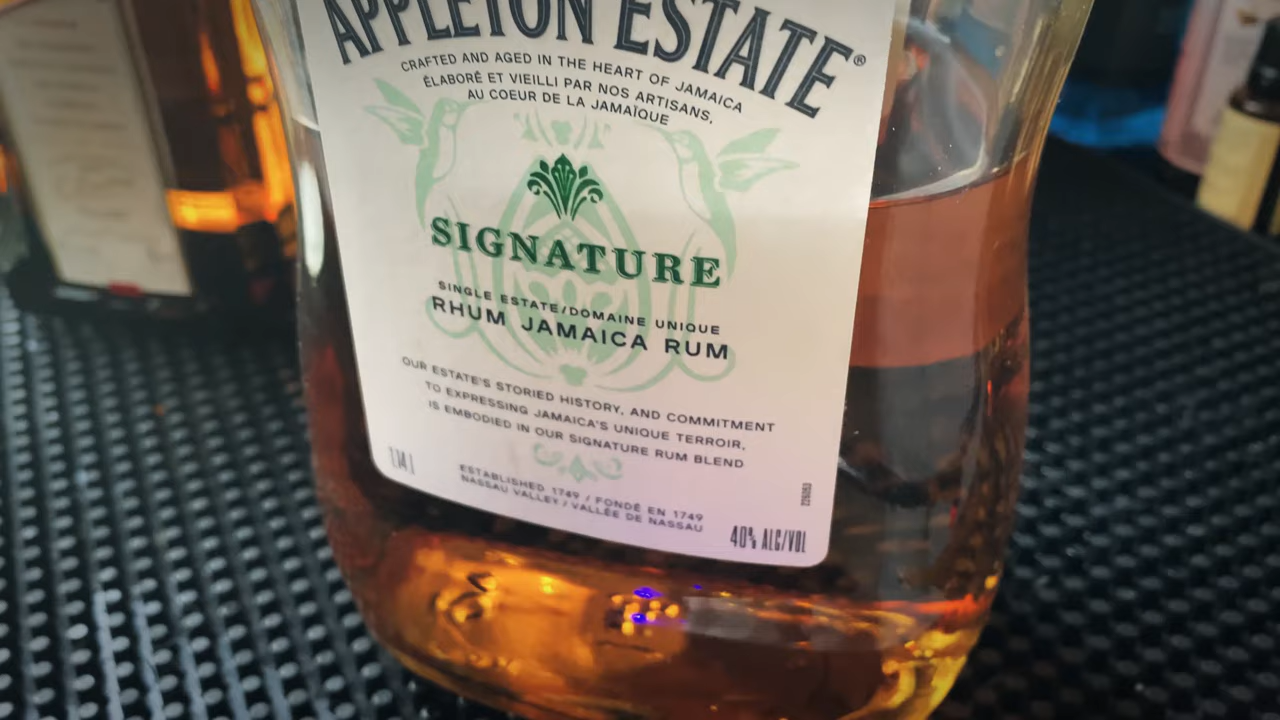 APPLETON ESTATE®
CRAFTED AND AGED IN THE HEART OF JAMAICA
ÉLABORÉ ET VIEILLI PAR NOS ARTISANS,
AU COEUR DE LA JAMAÏQUE
SIGNATURE
SINGLE ESTATE/DOMAINE UNIQUE
RHUM JAMAICA RUM
OUR ESTATE'S STORIED HISTORY, AND COMMITMENT
TO EXPRESSING JAMAICA'S UNIQUE TERROIR,
IS EMBODIED IN OUR SIGNATURE RUM BLEND
1.14 l
ESTABLISHED 1749 / FONDÉ EN 1749
NASSAU VALLEY / VALLÉE DE NASSAU
40% ALC/VOL